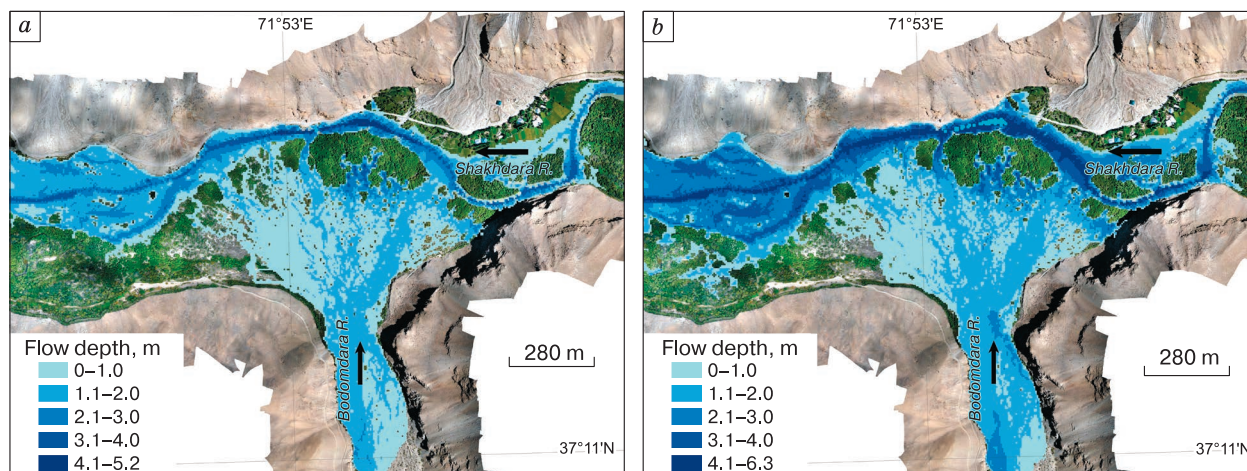 a
71°53'E
Shakhdara R.
Bodomdara R.
Flow depth, m
0–1.0
1.1–2.0
2.1–3.0
3.1–4.0
4.1–5.2
280 m
37°11'N
b
71°53'E
Shakhdara R.
Bodomdara R.
Flow depth, m
0–1.0
1.1–2.0
2.1–3.0
3.1–4.0
4.1–6.3
280 m
37°11'N